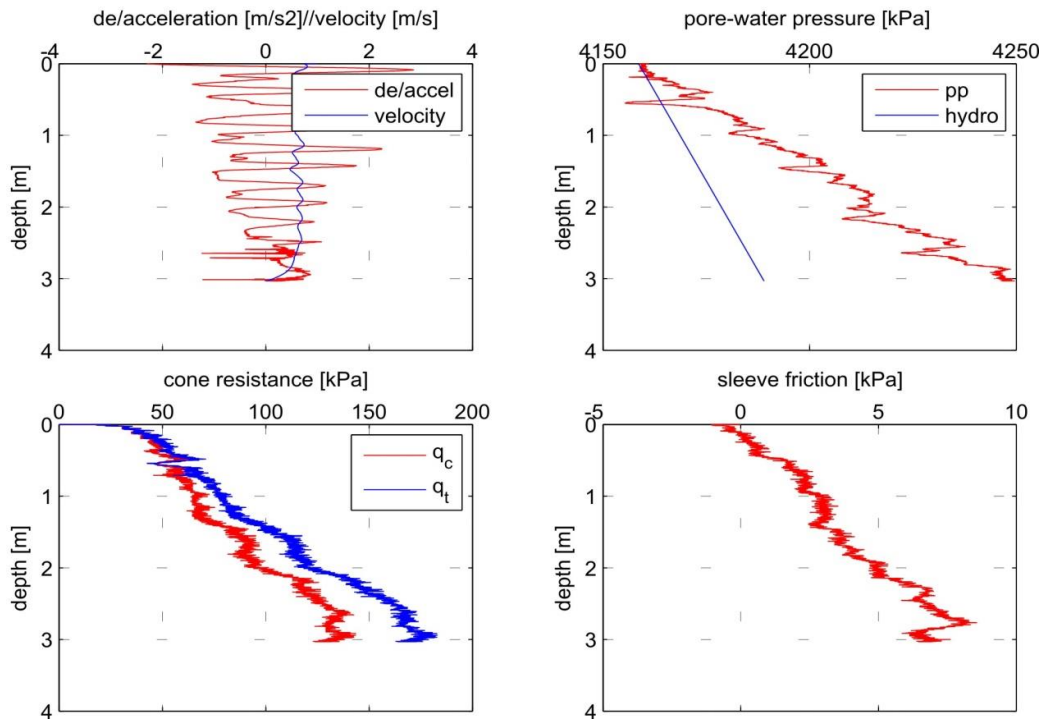 de/acceleration [m/s2]//velocity [m/s]
-4 -2 0 2 4
0
1
2
3
4
depth [m]
de/accel
velocity
pore-water pressure [kPa]
4150 4200 4250
0
1
2
3
4
depth [m]
pp
hydro
cone resistance [kPa]
0 50 100 150 200
0
1
2
3
4
depth [m]
q_c
q_t
sleeve friction [kPa]
-5 0 5 10
0
1
2
3
4
depth [m]